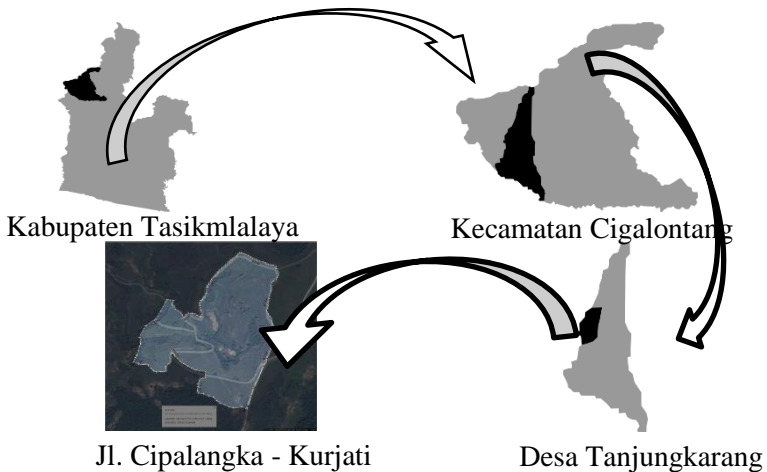 Kabupaten Tasikmlalaya
Kecamatan Cigalontang
Jl. Cipalangka - Kurjati
Desa Tanjungkarang